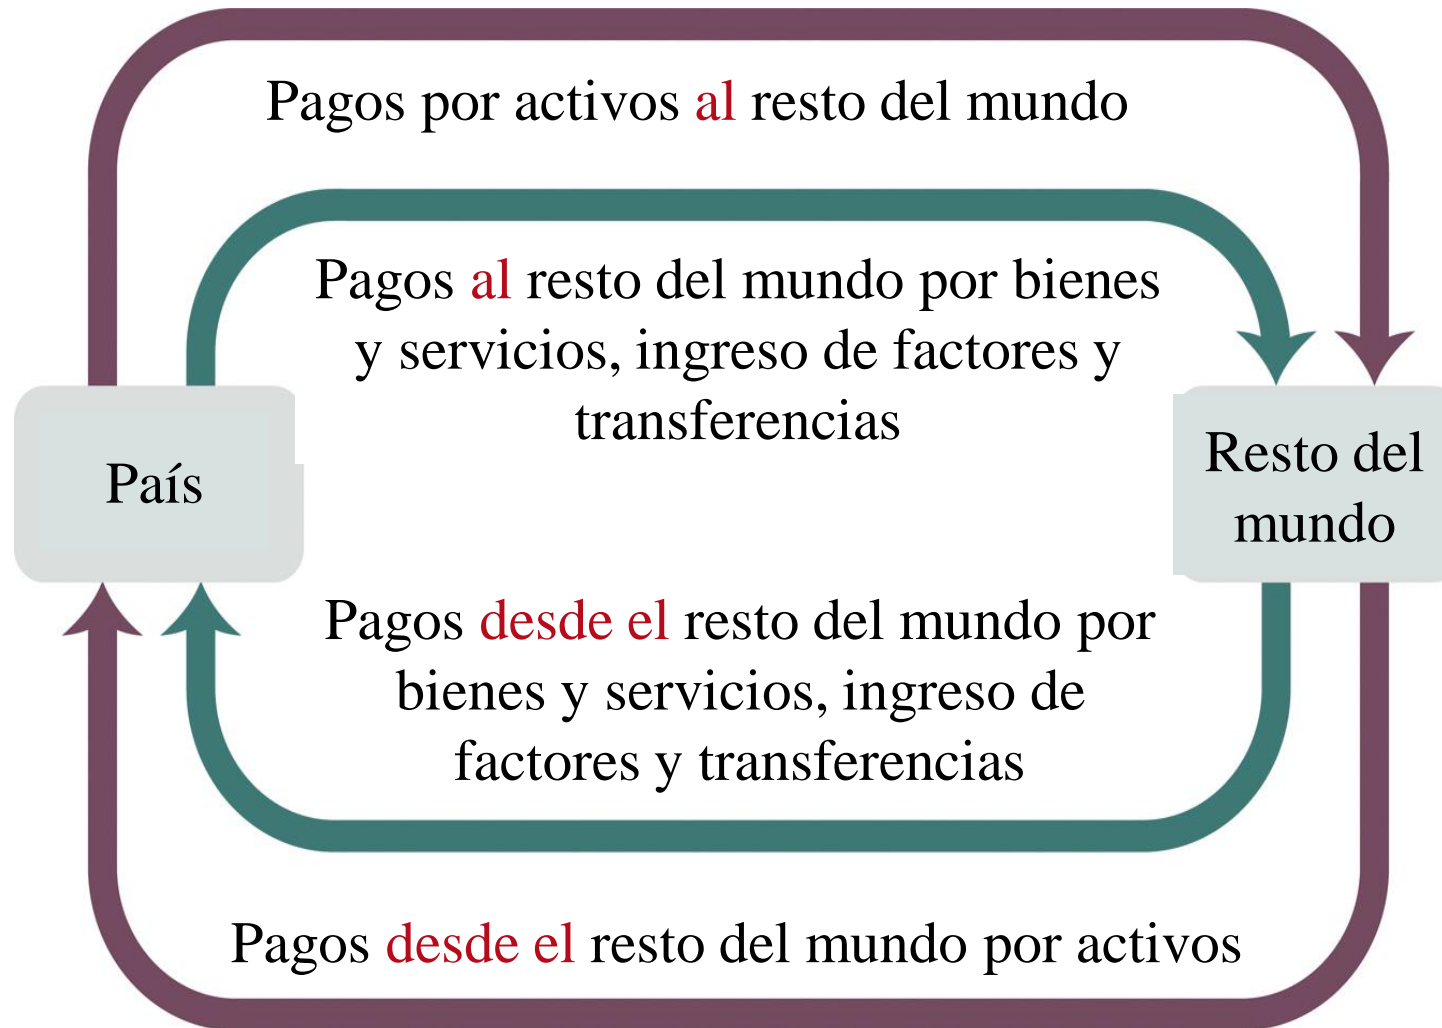 Pagos por activos al resto del mundo
Pagos al resto del mundo por bienes
y servicios, ingreso de factores y
transferencias
País
Resto del
mundo
Pagos desde el resto del mundo por
bienes y servicios, ingreso de
factores y transferencias
Pagos desde el resto del mundo por activos